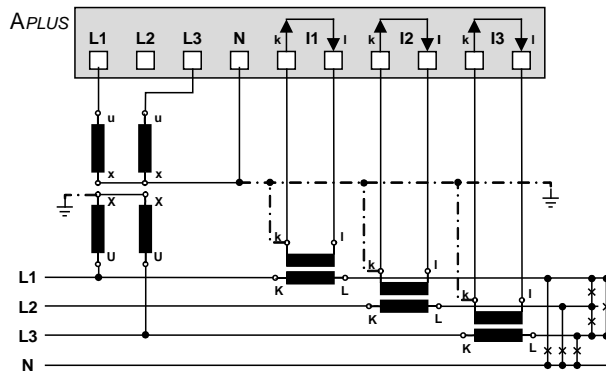 APLUS
L1 L2 L3 N k I1 l k I2 l k I3 l
u u
x x
X X
U U
k l
k l
k l
L1 K L
L2 K L
L3 K L
N